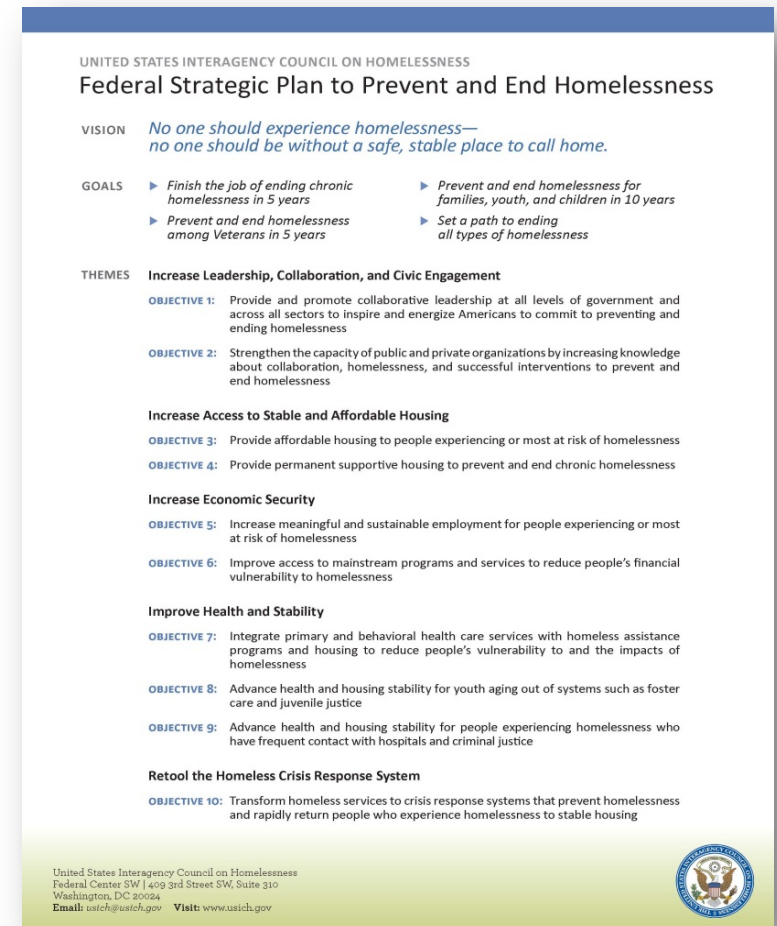 UNITED STATES INTERAGENCY COUNCIL ON HOMELESSNESS
Federal Strategic Plan to Prevent and End Homelessness
VISION
No one should experience homelessness—
no one should be without a safe, stable place to call home.
GOALS
▶ Finish the job of ending chronic
homelessness in 5 years
▶ Prevent and end homelessness
among Veterans in 5 years
▶ Prevent and end homelessness for
families, youth, and children in 10 years
▶ Set a path to ending
all types of homelessness
THEMES
Increase Leadership, Collaboration, and Civic Engagement
OBJECTIVE 1: Provide and promote collaborative leadership at all levels of government and
across all sectors to inspire and energize Americans to commit to preventing and
ending homelessness
OBJECTIVE 2: Strengthen the capacity of public and private organizations by increasing knowledge
about collaboration, homelessness, and successful interventions to prevent and
end homelessness
Increase Access to Stable and Affordable Housing
OBJECTIVE 3: Provide affordable housing to people experiencing or most at risk of homelessness
OBJECTIVE 4: Provide permanent supportive housing to prevent and end chronic homelessness
Increase Economic Security
OBJECTIVE 5: Increase meaningful and sustainable employment for people experiencing or most
at risk of homelessness
OBJECTIVE 6: Improve access to mainstream programs and services to reduce people's financial
vulnerability to homelessness
Improve Health and Stability
OBJECTIVE 7: Integrate primary and behavioral health care services with homeless assistance
programs and housing to reduce people's vulnerability to and the impacts of
homelessness
OBJECTIVE 8: Advance health and housing stability for youth aging out of systems such as foster
care and juvenile justice
OBJECTIVE 9: Advance health and housing stability for people experiencing homelessness who
have frequent contact with hospitals and criminal justice
Retool the Homeless Crisis Response System
OBJECTIVE 10: Transform homeless services to crisis response systems that prevent homelessness
and rapidly return people who experience homelessness to stable housing
United States Interagency Council on Homelessness
Federal Center SW | 409 3rd Street SW, Suite 310
Washington, DC 20024
Email: usich@usich.gov Visit: www.usich.gov
THE UNITED STATES INTERAGENCY COUNCIL ON HOMELESSNESS